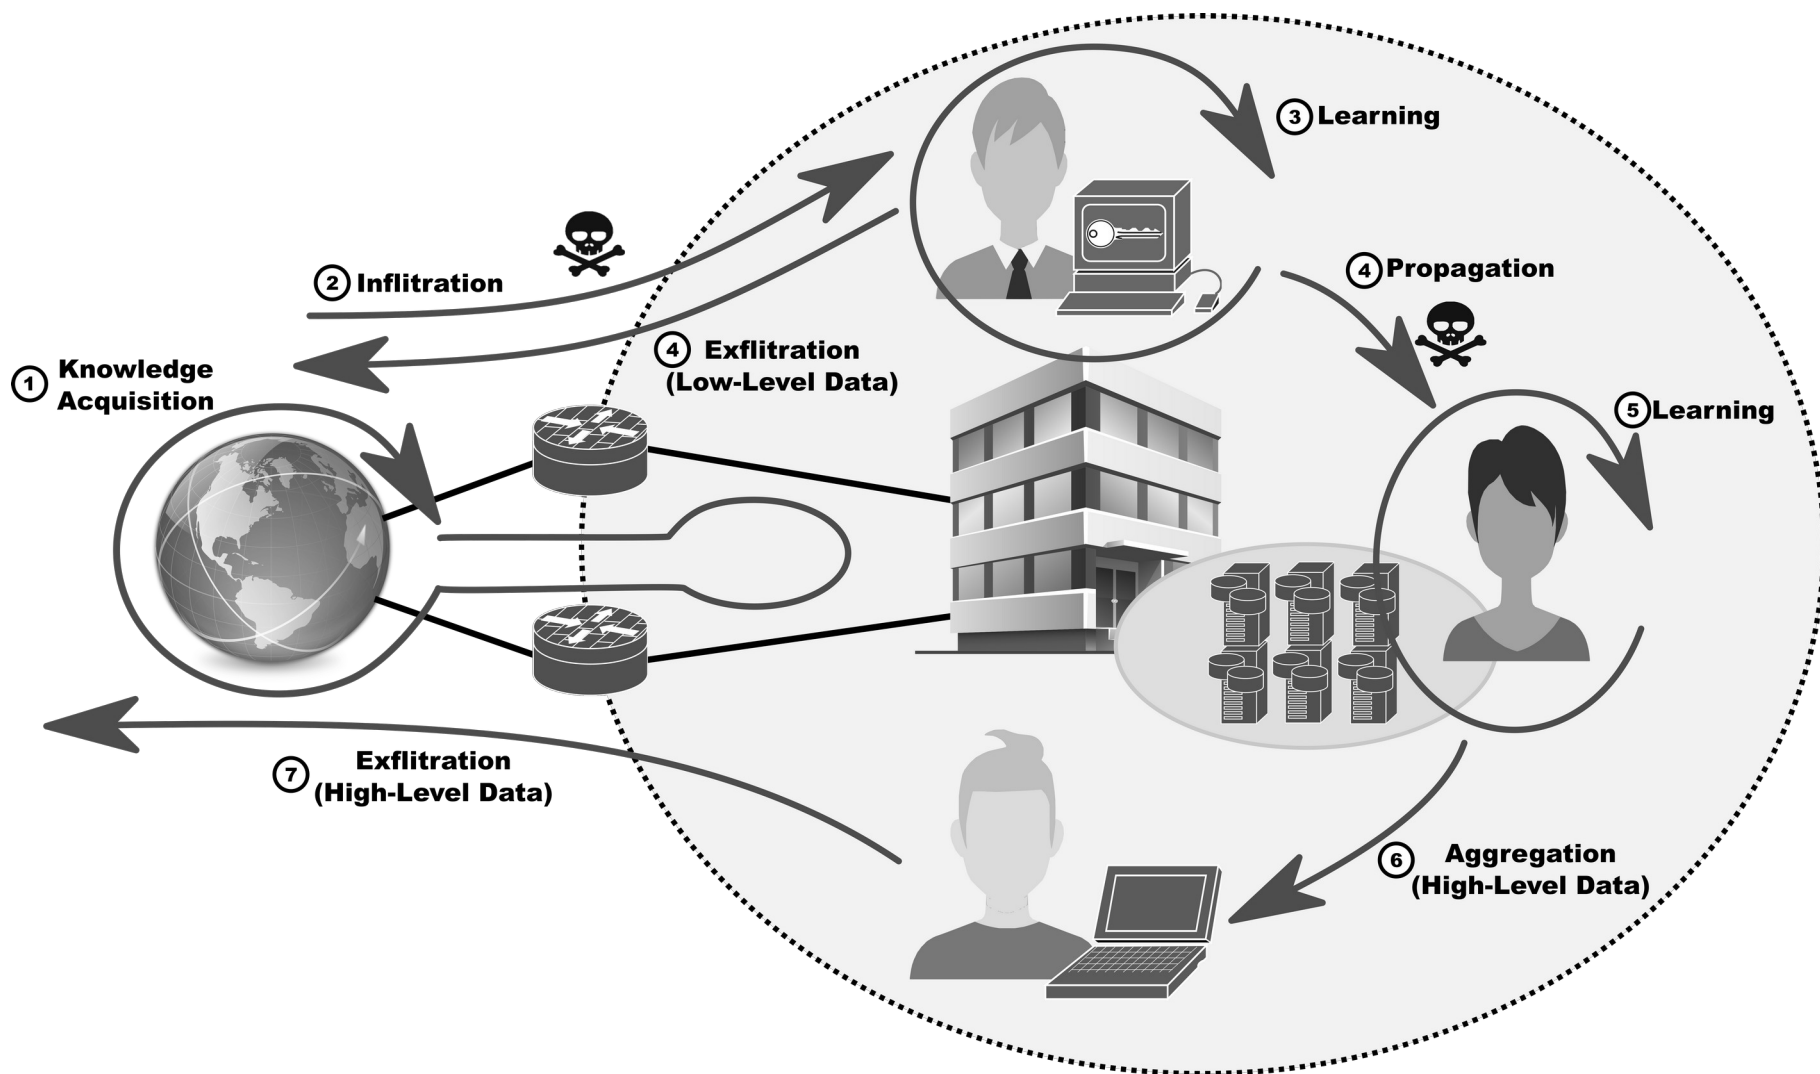 1 Knowledge
Acquisition
2 Inflitration
3 Learning
4 Propagation
4 Exflitration
(Low-Level Data)
5 Learning
6 Aggregation
(High-Level Data)
7 Exflitration
(High-Level Data)